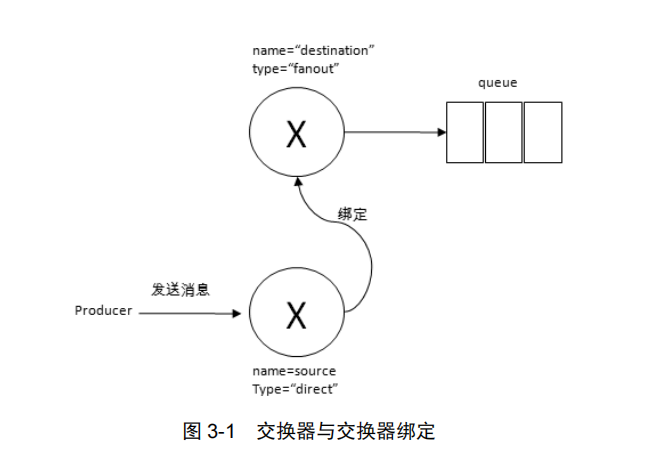 name=“destination”
type=“fanout”
queue
X
绑定
发送消息
Producer
X
name=source
Type=“direct”
图 3-1 交换器与交换器绑定